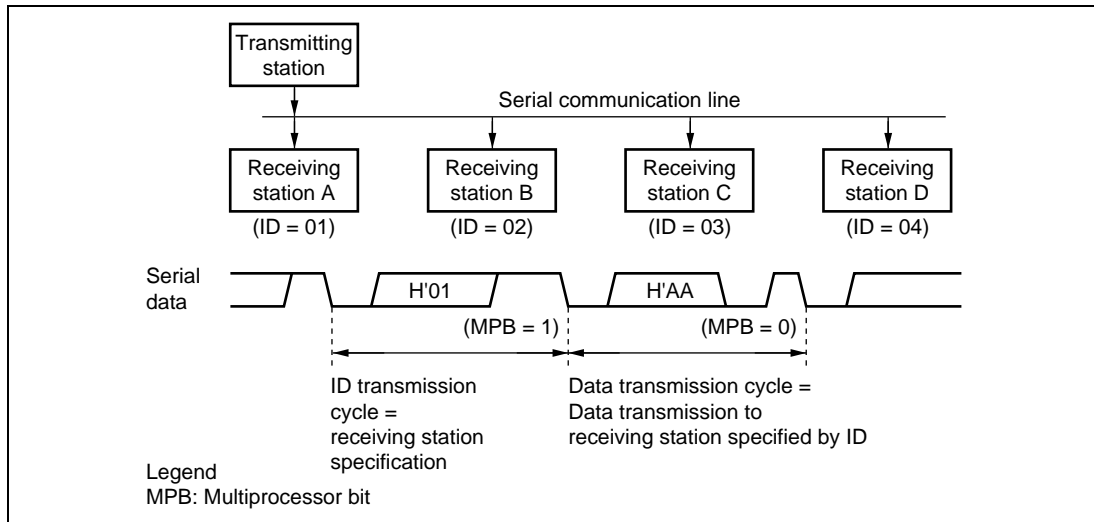 Transmitting
station
Serial communication line
Receiving
station A
Receiving
station B
Receiving
station C
Receiving
station D
(ID = 01)
(ID = 02)
(ID = 03)
(ID = 04)
Serial
data
H'01
H'AA
(MPB = 1)
(MPB = 0)
ID transmission
cycle =
receiving station
specification
Data transmission cycle =
Data transmission to
receiving station specified by ID
Legend
MPB: Multiprocessor bit